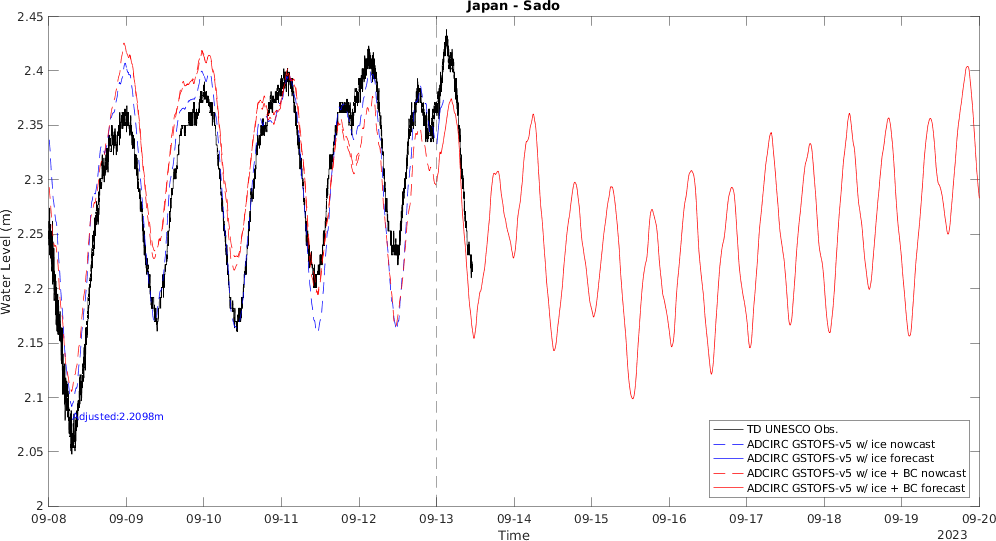 Japan - Sado
2.45
2.4
2.35
2.3
2.25
2.2
2.15
2.1
2.05
2
Water Level (m)
Adjusted:2.2098m
TD UNESCO Obs.
ADCIRC GSTOFS-v5 w/ ice nowcast
ADCIRC GSTOFS-v5 w/ ice forecast
ADCIRC GSTOFS-v5 w/ ice + BC nowcast
ADCIRC GSTOFS-v5 w/ ice + BC forecast
09-08 09-09 09-10 09-11 09-12 09-13 09-14 09-15 09-16 09-17 09-18 09-19 09-20
Time
2023